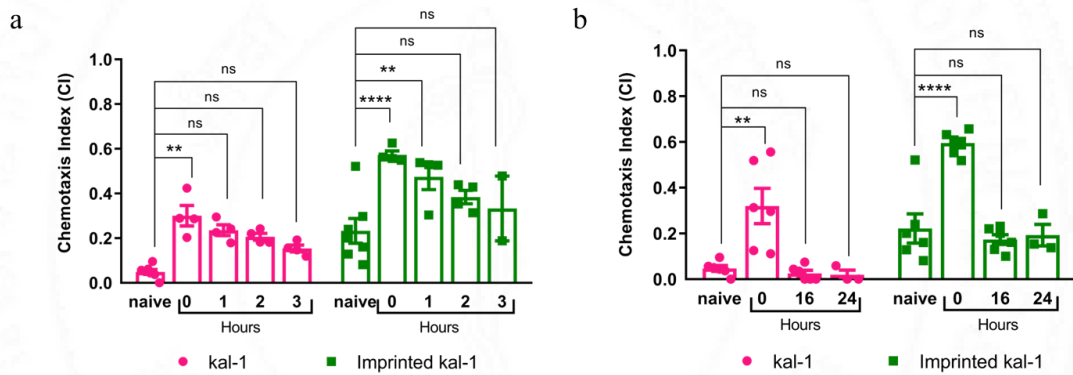 a
b
ns
ns
ns
**
ns
ns
**
****
Chemotaxis Index (CI)
1.0
0.8
0.6
0.4
0.2
0.0
naive 0 1 2 3
Hours
naive 0 1 2 3
Hours
kal-1
Imprinted kal-1
ns
ns
**
ns
ns
****
Chemotaxis Index (CI)
1.0
0.8
0.6
0.4
0.2
0.0
naive 0 16 24
Hours
naive 0 16 24
Hours
kal-1
Imprinted kal-1